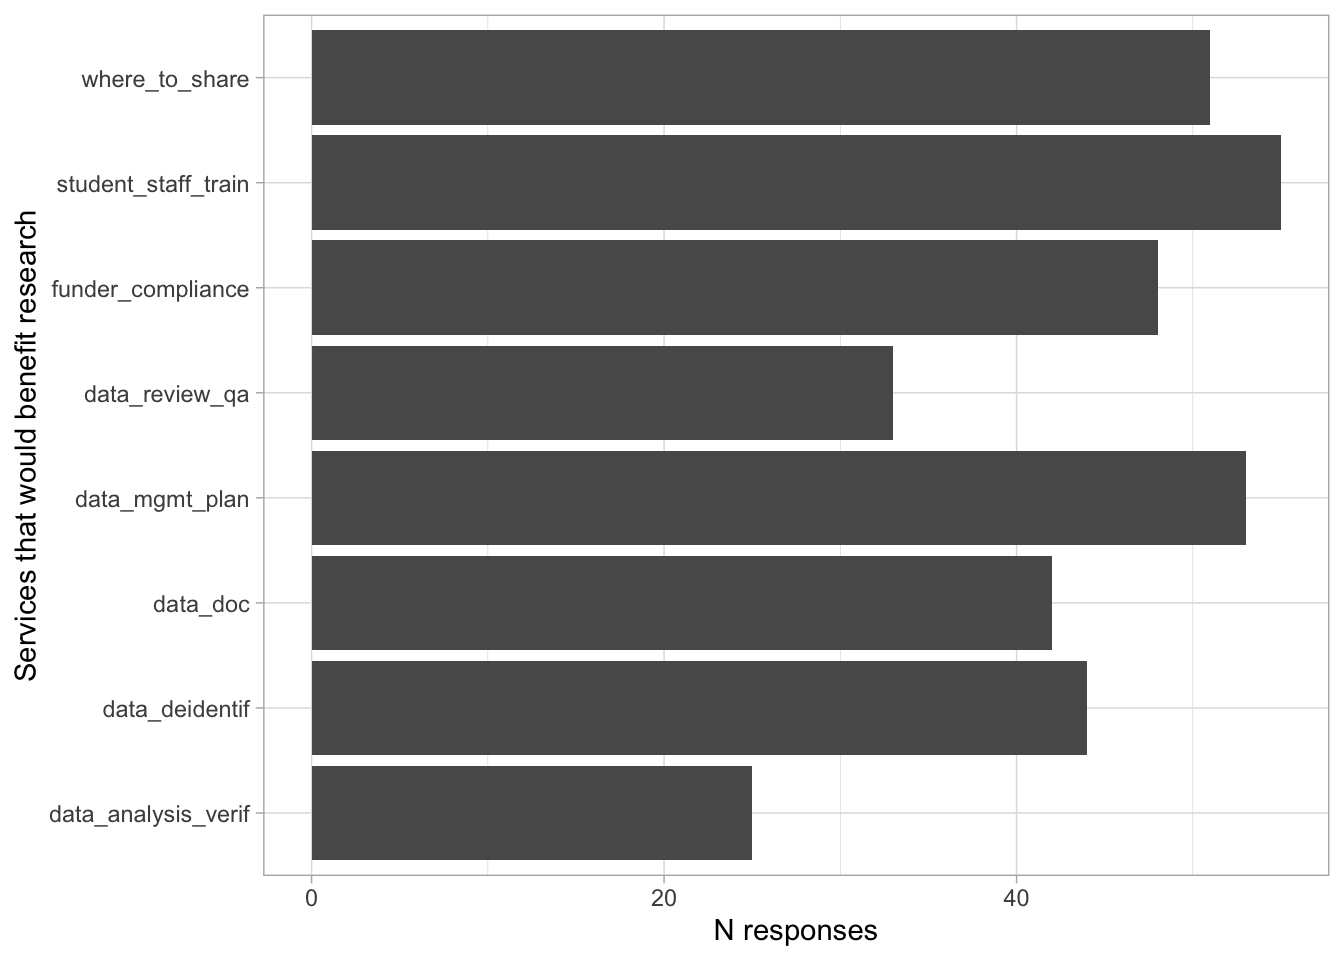 Services that would benefit research
where_to_share
student_staff_train
funder_compliance
data_review_qa
data_mgmt_plan
data_doc
data_deidentif
data_analysis_verif
0 20 40
N responses